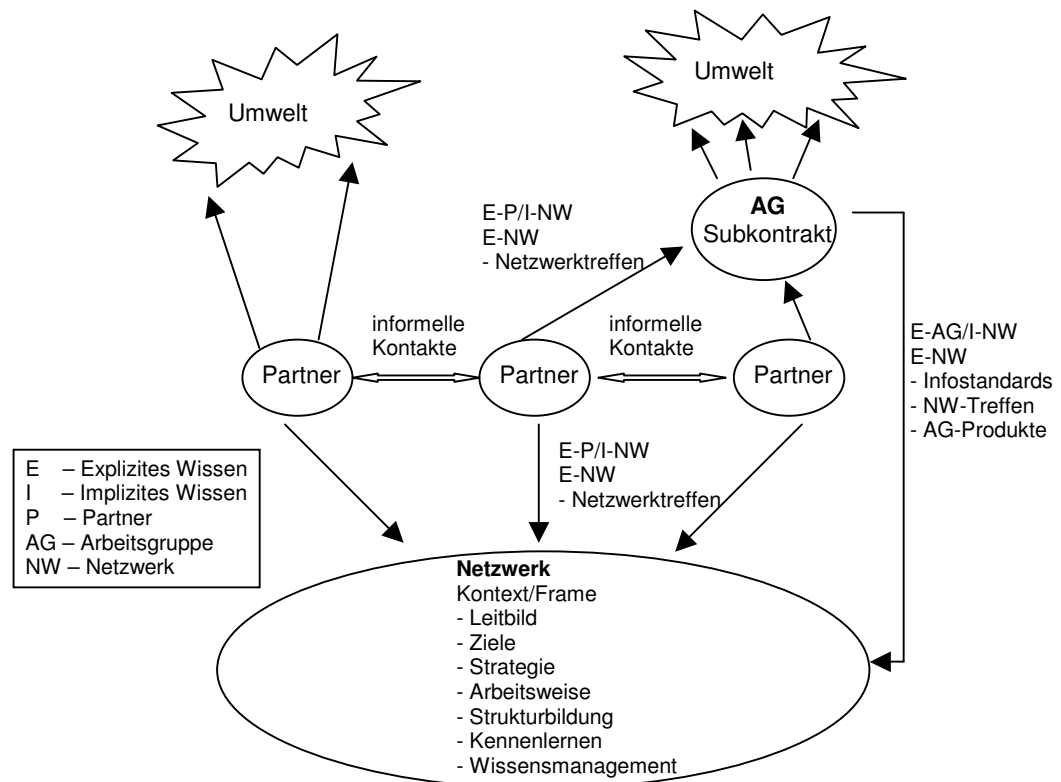 Umwelt
Umwelt
AG
Subkontrakt
E-P/I-NW
E-NW
- Netzwerktreffen
informelle
Kontakte
informelle
Kontakte
E-AG/I-NW
E-NW
- Infostandards
- NW-Treffen
- AG-Produkte
Partner
Partner
Partner
E – Explizites Wissen
I – Implizites Wissen
P – Partner
AG – Arbeitsgruppe
NW – Netzwerk
E-P/I-NW
E-NW
- Netzwerktreffen
Netzwerk
Kontext/Frame
- Leitbild
- Ziele
- Strategie
- Arbeitsweise
- Strukturbildung
- Kennenlernen
- Wissensmanagement